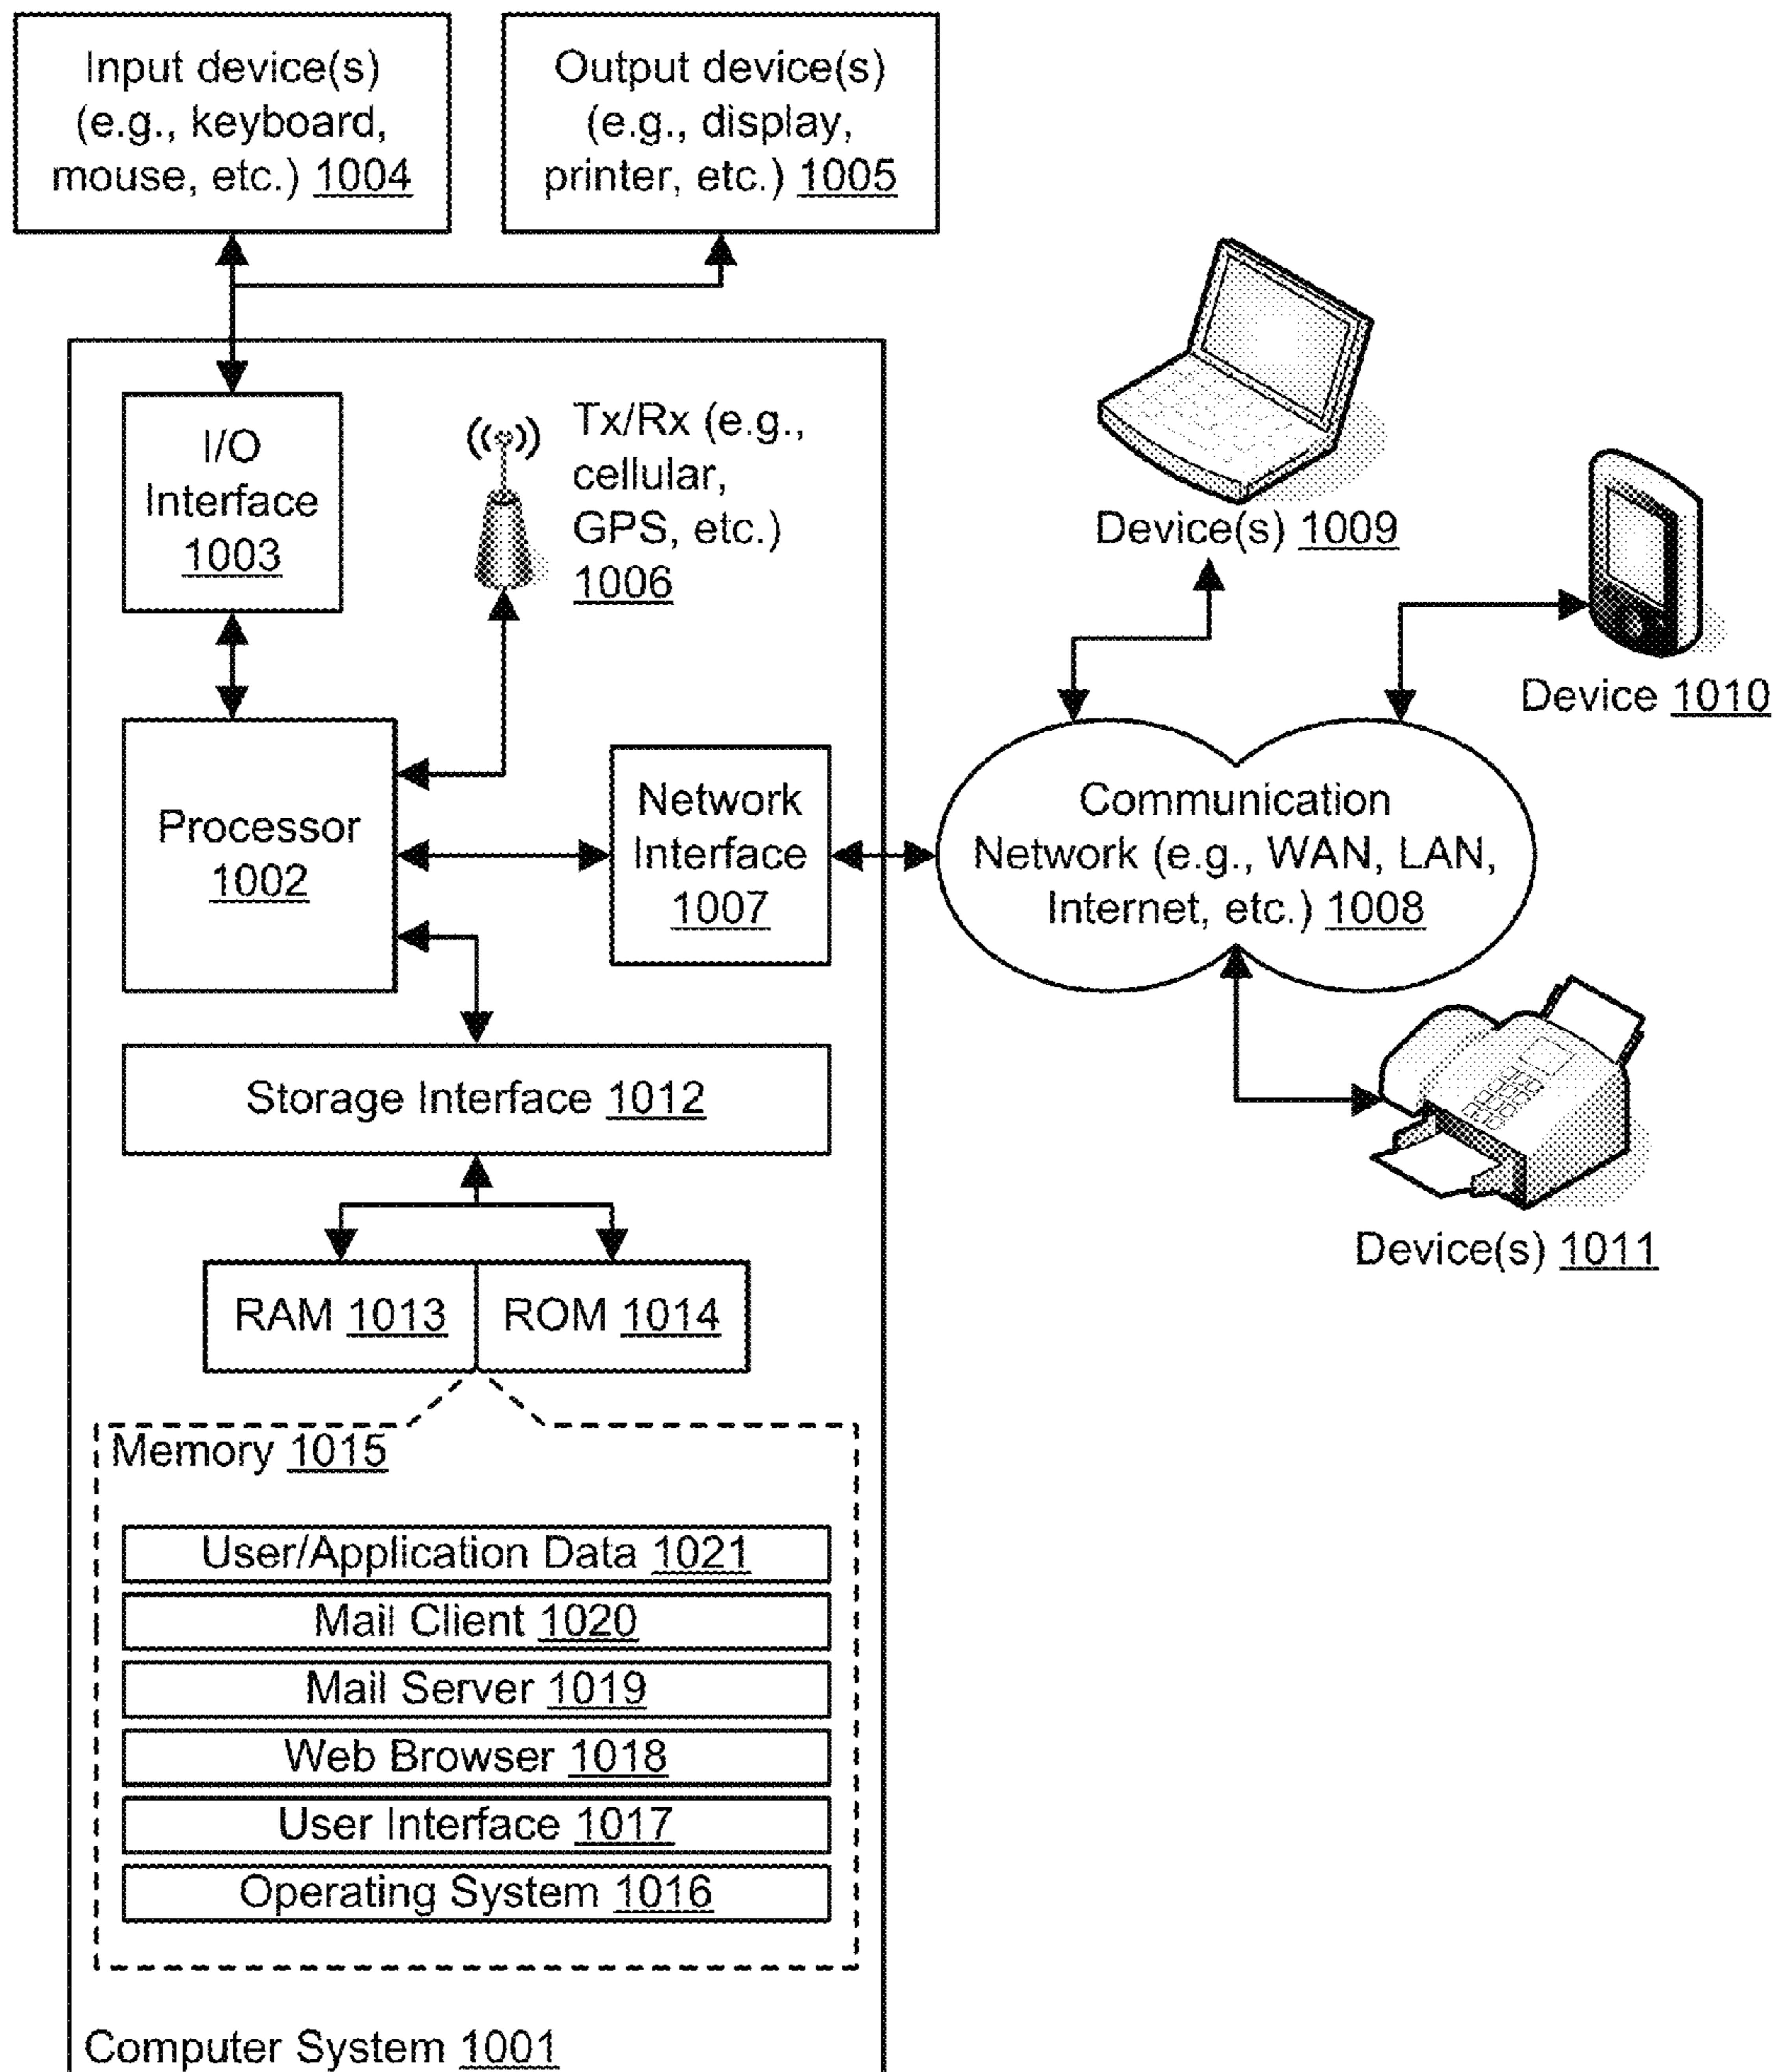 Input device(s)
(e.g., keyboard,
mouse, etc.) 1004
Output device(s)
(e.g., display,
printer, etc.) 1005
I/O
Interface
1003
Tx/Rx (e.g.,
cellular,
GPS, etc.)
1006
Device(s) 1009
Device 1010
Processor
1002
Network
Interface
1007
Communication
Network (e.g., WAN, LAN,
Internet, etc.) 1008
Storage Interface 1012
Device(s) 1011
RAM 1013
ROM 1014
Memory 1015
User/Application Data 1021
Mail Client 1020
Mail Server 1019
Web Browser 1018
User Interface 1017
Operating System 1016
Computer System 1001